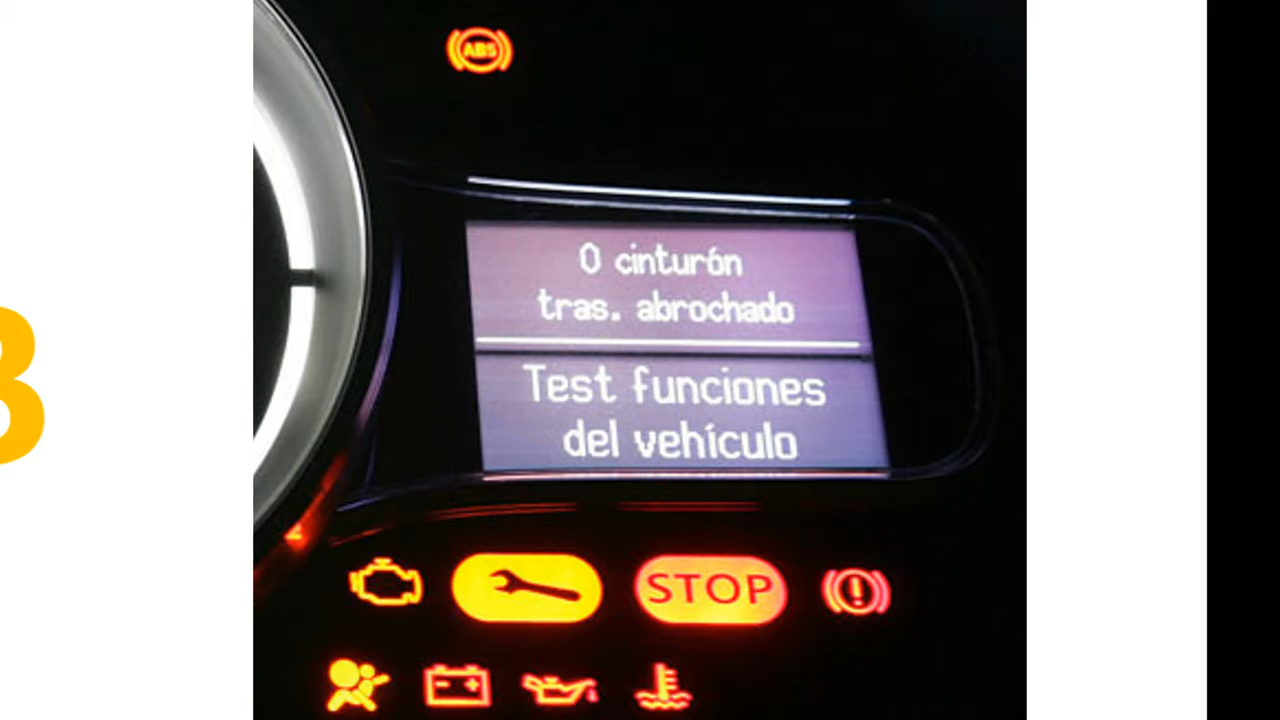 ABS
0 cinturón
tras. abrochado
Test funciones
del vehículo
STOP